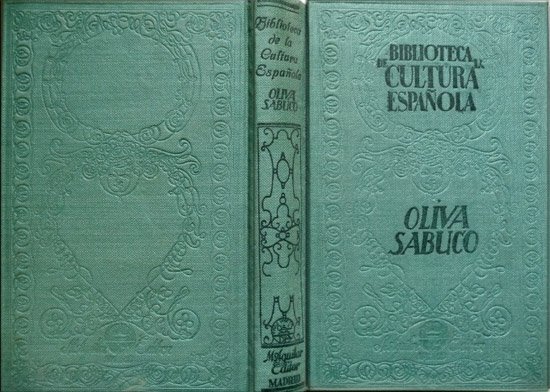 Biblioteca
de la
Cultura
Española
OLIVA
SABUCO
M. Aguilar
Editor
MADRID
BIBLIOTECA
DE LA
CULTURA
ESPAÑOLA
OLIVA
SABUCO